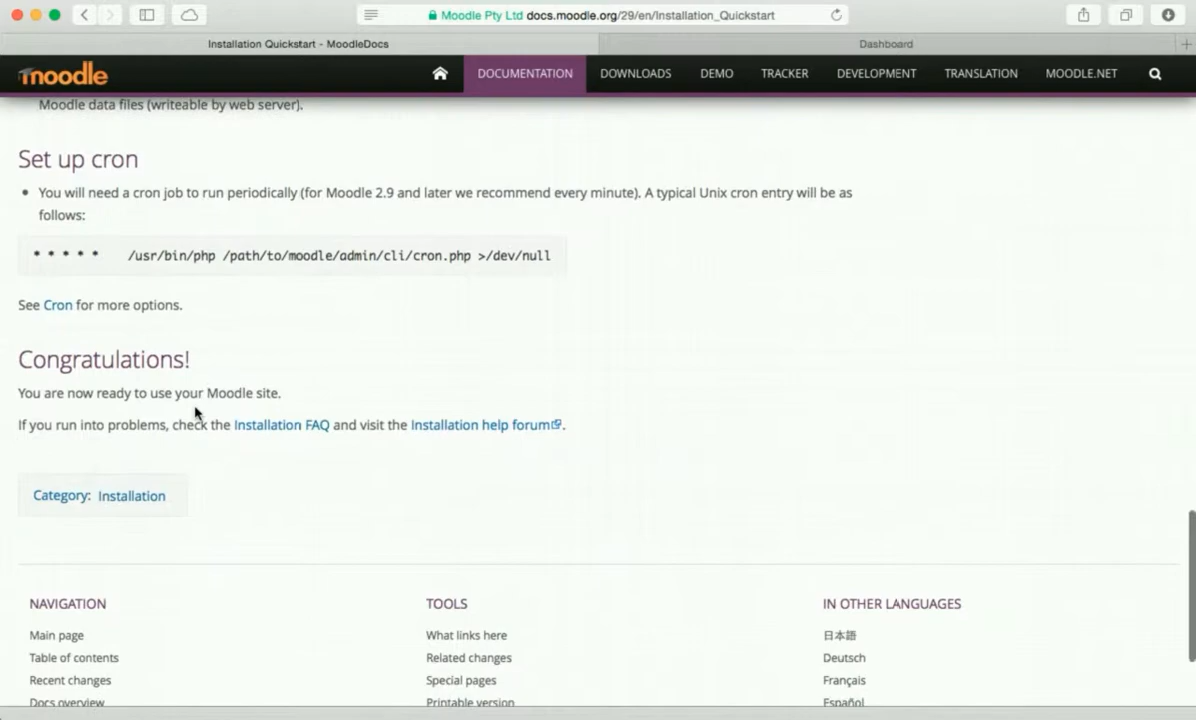 Moodle Pty Ltd docs.moodle.org/29/en/Installation_Quickstart
Installation Quickstart - MoodleDocs
Dashboard
moodle
DOCUMENTATION
DOWNLOADS
DEMO
TRACKER
DEVELOPMENT
TRANSLATION
MOODLE.NET
Moodle data files (writeable by web server).
Set up cron
• You will need a cron job to run periodically (for Moodle 2.9 and later we recommend every minute). A typical Unix cron entry will be as
follows:
* * * * * /usr/bin/php /path/to/moodle/admin/cli/cron.php >/dev/null
See Cron for more options.
Congratulations!
You are now ready to use your Moodle site.
If you run into problems, check the Installation FAQ and visit the Installation help forum.
Category: Installation
NAVIGATION
Main page
Table of contents
Recent changes
Docs overview
TOOLS
What links here
Related changes
Special pages
Printable version
IN OTHER LANGUAGES
日本語
Deutsch
Français
Español